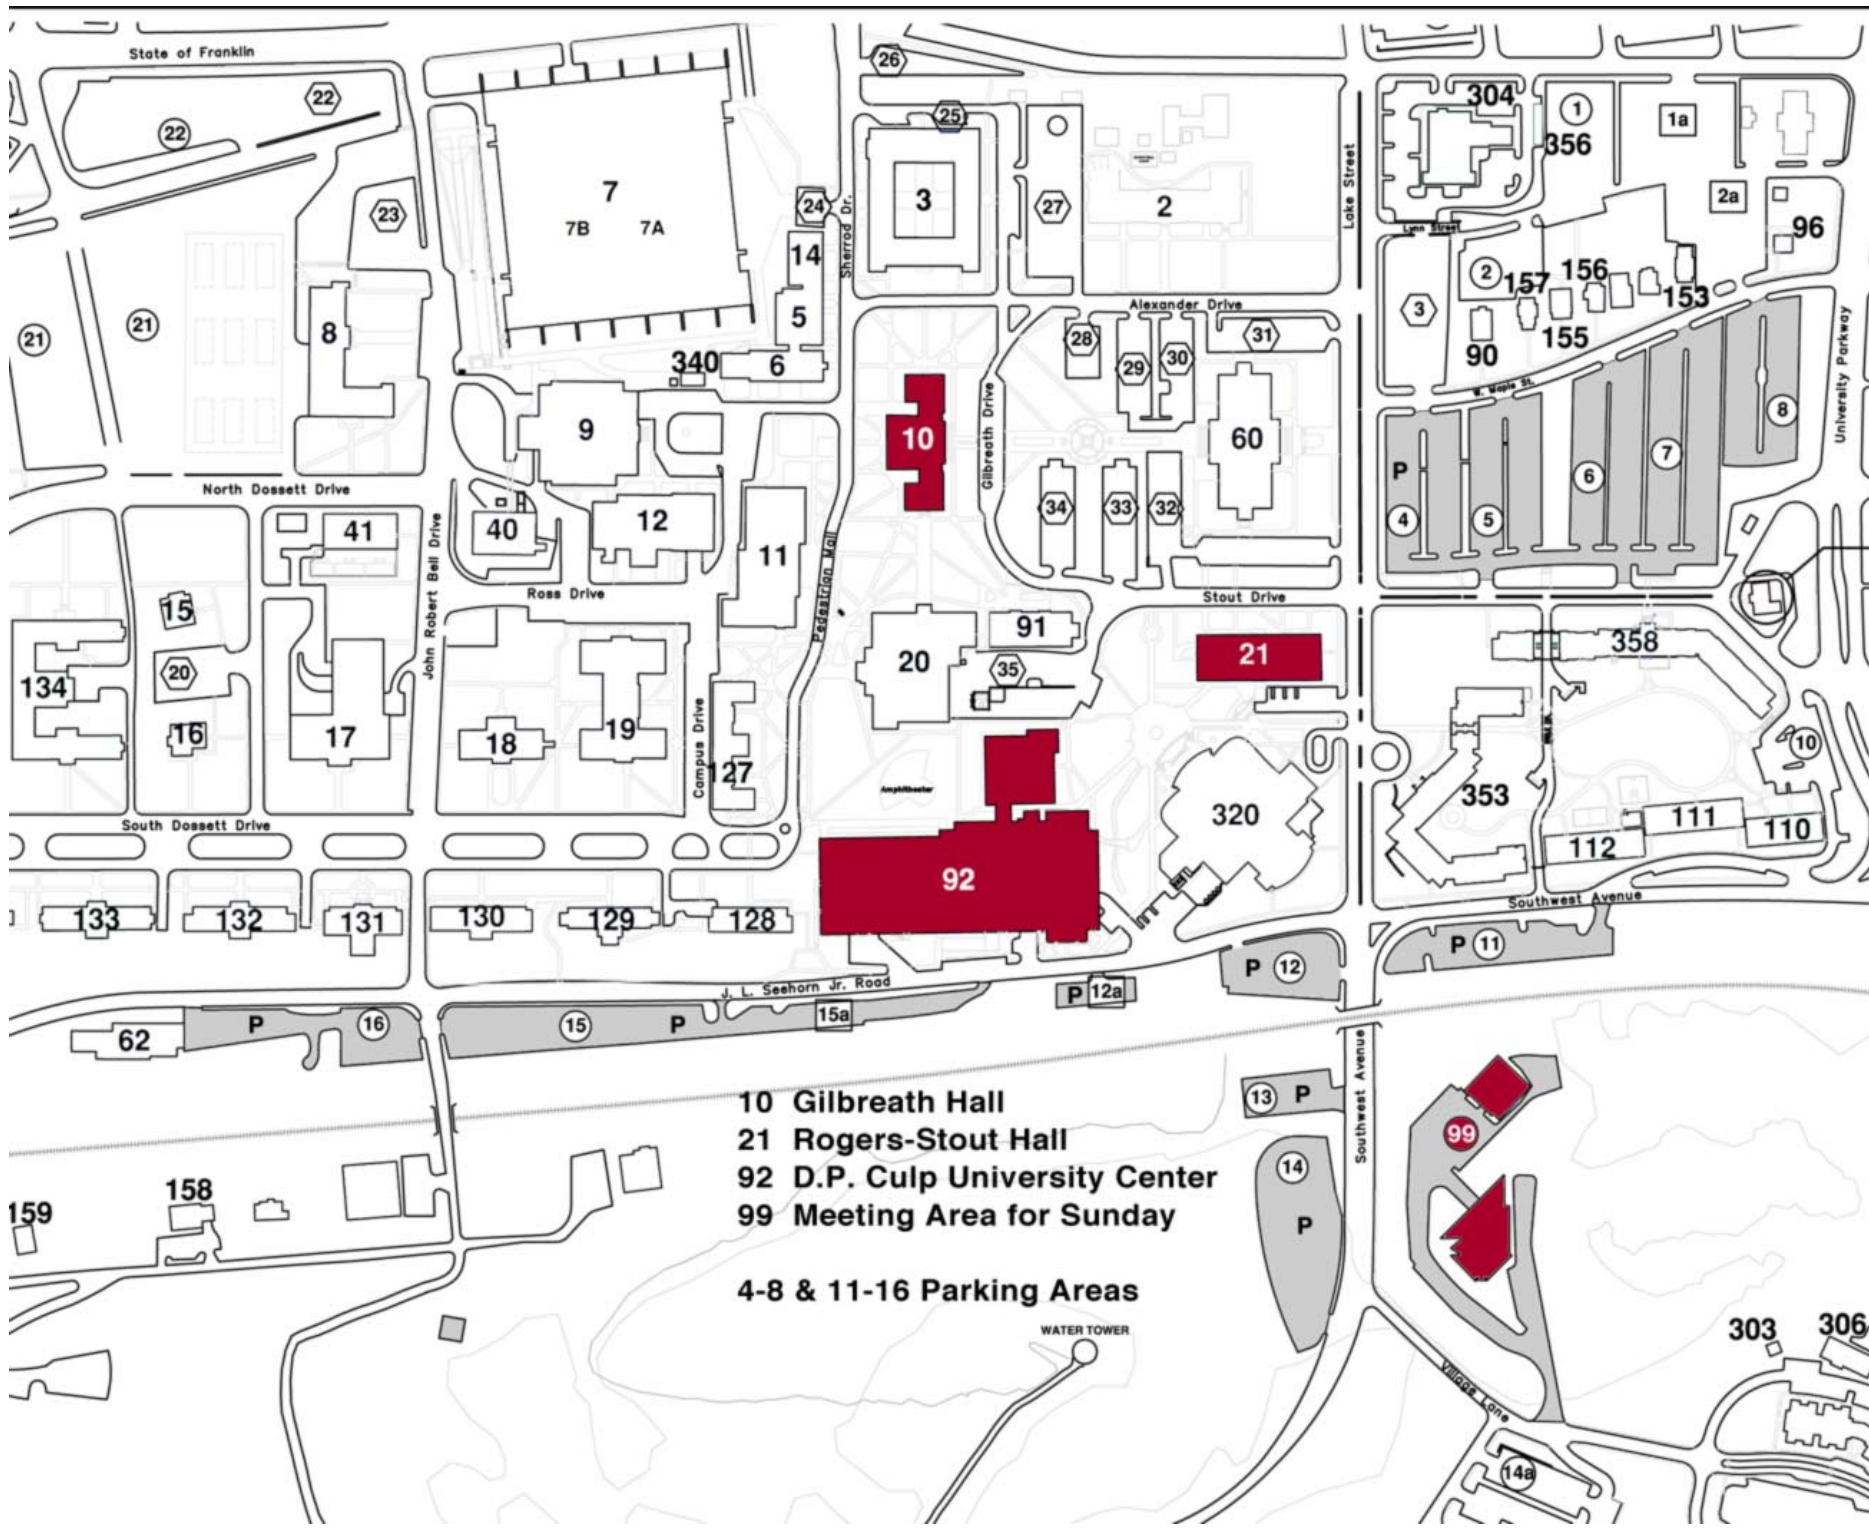 State of Franklin
22
22
23
21
21
8
7
7B
7A
24
14
5
6
340
Sherrod Dr.
26
25
3
27
2
Lake Street
304
1
356
1a
2a
96
Lynn Street
2
157
156
153
3
90
155
W. Maple St.
University Parkway
Alexander Drive
28
29
30
31
10
Gilbreath Drive
60
34
33
32
P
4
5
6
7
8
9
North Dossett Drive
41
John Robert Bell Drive
40
12
11
Pedestrian Mall
Ross Drive
Stout Drive
15
20
134
16
17
18
19
Campus Drive
127
20
91
35
21
358
10
353
111
110
112
320
Amphitheater
92
South Dossett Drive
133
132
131
130
129
128
Southwest Avenue
P 11
P 12
P 12a
J. L. Seehorn Jr. Road
15a
62
P
16
15
P
13 P
14
P
Southwest Avenue
99
10 Gilbreath Hall
21 Rogers-Stout Hall
92 D.P. Culp University Center
99 Meeting Area for Sunday
4-8 & 11-16 Parking Areas
WATER TOWER
158
159
303
306
Village Lane
14a